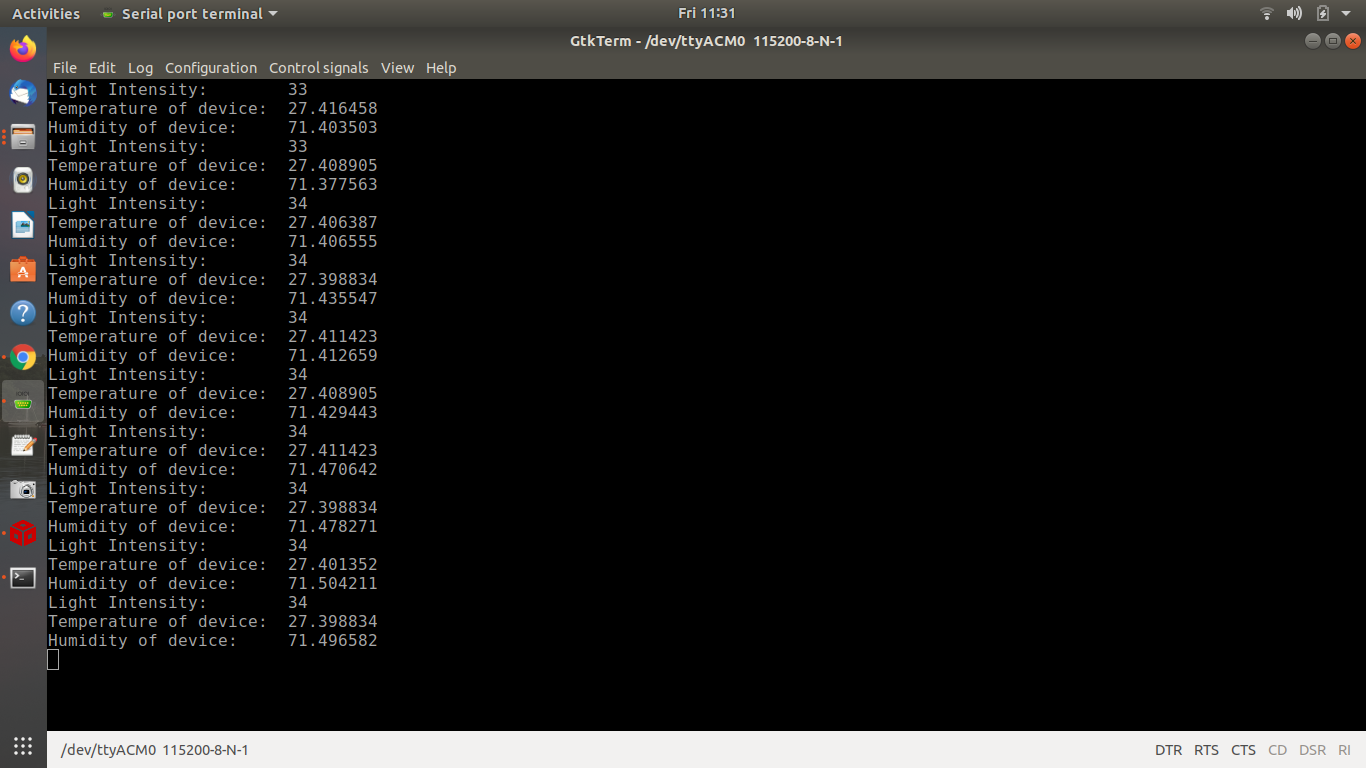 Activities Serial port terminal Fri 11:31
GtkTerm - /dev/ttyACM0 115200-8-N-1
File Edit Log Configuration Control signals View Help
Light Intensity: 33
Temperature of device: 27.416458
Humidity of device: 71.403503
Light Intensity: 33
Temperature of device: 27.408905
Humidity of device: 71.377563
Light Intensity: 34
Temperature of device: 27.406387
Humidity of device: 71.406555
Light Intensity: 34
Temperature of device: 27.398834
Humidity of device: 71.435547
Light Intensity: 34
Temperature of device: 27.411423
Humidity of device: 71.412659
Light Intensity: 34
Temperature of device: 27.408905
Humidity of device: 71.429443
Light Intensity: 34
Temperature of device: 27.411423
Humidity of device: 71.470642
Light Intensity: 34
Temperature of device: 27.398834
Humidity of device: 71.478271
Light Intensity: 34
Temperature of device: 27.401352
Humidity of device: 71.504211
Light Intensity: 34
Temperature of device: 27.398834
Humidity of device: 71.496582
/dev/ttyACM0 115200-8-N-1 DTR RTS CTS CD DSR RI